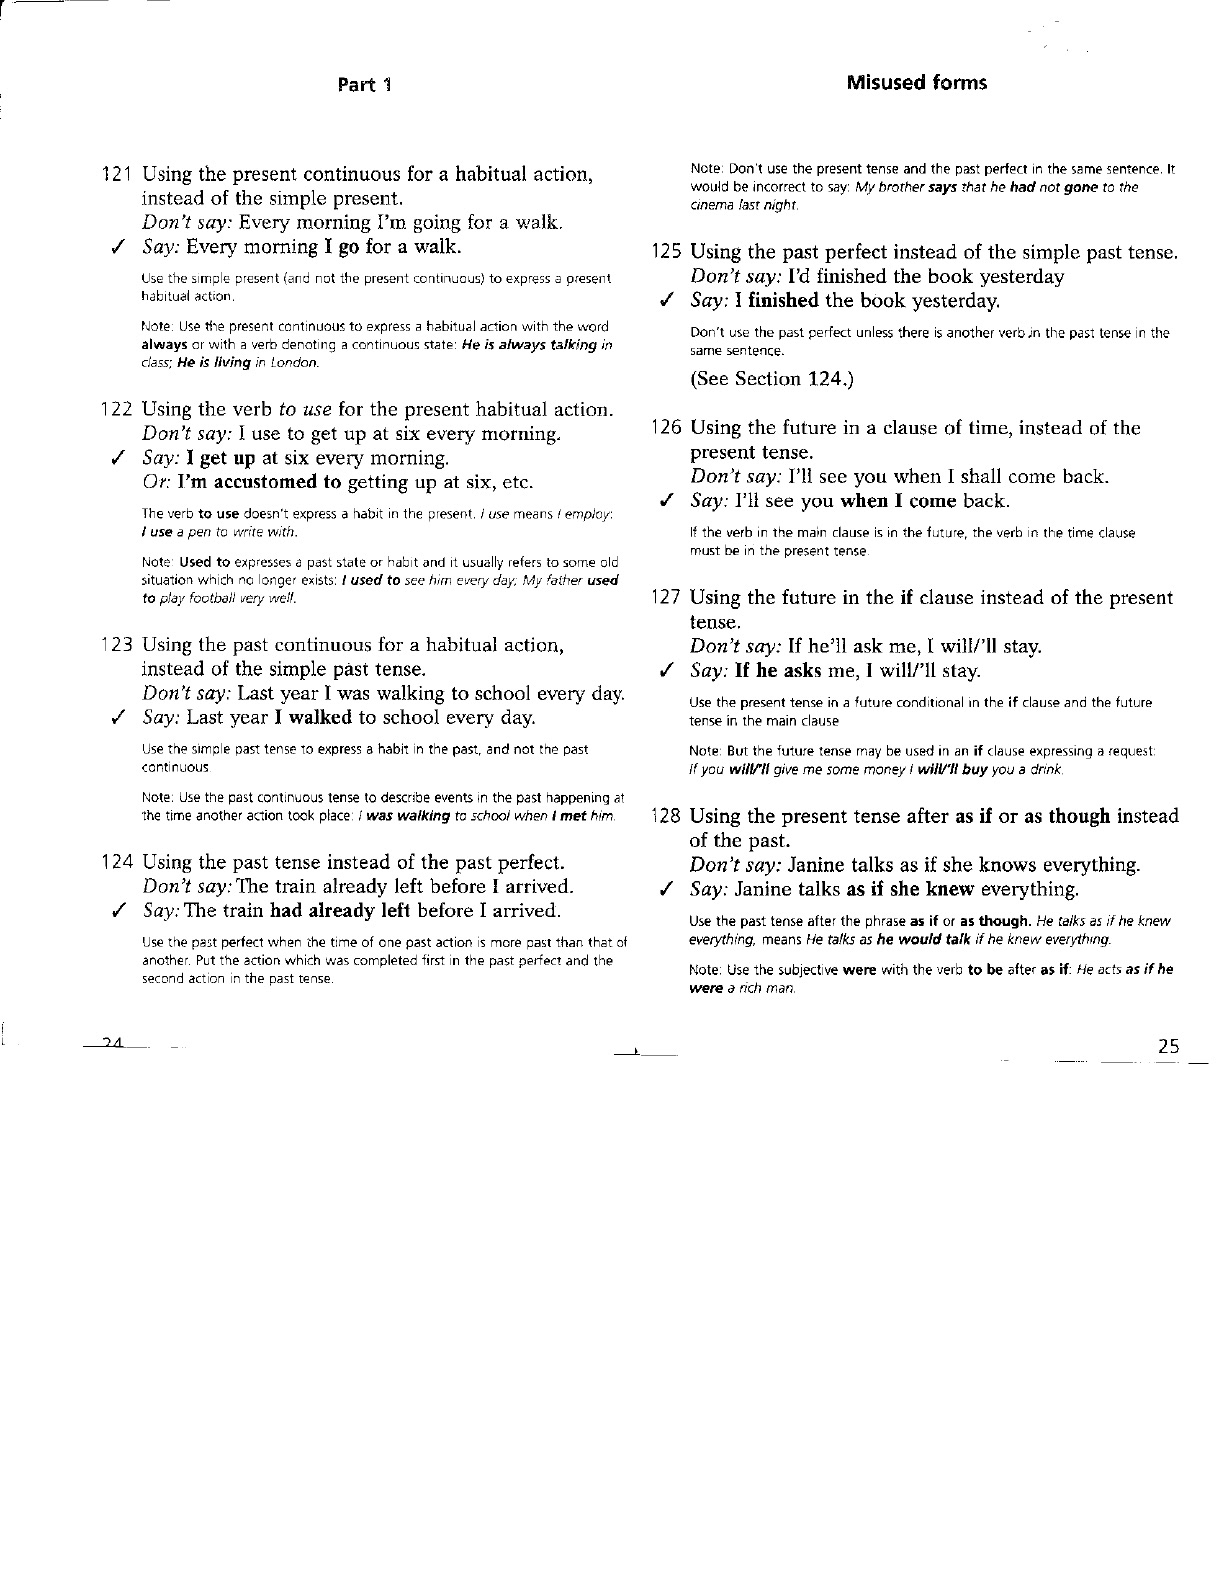 Part 1
121 Using the present continuous for a habitual action,
instead of the simple present.
Don't say: Every morning I'm going for a walk.
✓ Say: Every morning I go for a walk.
Use the simple present (and not the present continuous) to express a present
habitual action.
Note: Use the present continuous to express a habitual action with the word
always or with a verb denoting a continuous state: He is always talking in
class; He is living in London.
122 Using the verb to use for the present habitual action.
Don't say: I use to get up at six every morning.
✓ Say: I get up at six every morning.
Or: I'm accustomed to getting up at six, etc.
The verb to use doesn't express a habit in the present. I use means I employ:
I use a pen to write with.
Note: Used to expresses a past state or habit and it usually refers to some old
situation which no longer exists: I used to see him every day; My father used
to play football very well.
123 Using the past continuous for a habitual action,
instead of the simple past tense.
Don't say: Last year I was walking to school every day.
✓ Say: Last year I walked to school every day.
Use the simple past tense to express a habit in the past, and not the past
continuous.
Note: Use the past continuous tense to describe events in the past happening at
the time another action took place: I was walking to school when I met him.
124 Using the past tense instead of the past perfect.
Don't say: The train already left before I arrived.
✓ Say: The train had already left before I arrived.
Use the past perfect when the time of one past action is more past than that of
another. Put the action which was completed first in the past perfect and the
second action in the past tense.
24
Misused forms
Note: Don't use the present tense and the past perfect in the same sentence. It
would be incorrect to say: My brother says that he had not gone to the
cinema last night.
125 Using the past perfect instead of the simple past tense.
Don't say: I'd finished the book yesterday
✓ Say: I finished the book yesterday.
Don't use the past perfect unless there is another verb in the past tense in the
same sentence.
(See Section 124.)
126 Using the future in a clause of time, instead of the
present tense.
Don't say: I'll see you when I shall come back.
✓ Say: I'll see you when I come back.
If the verb in the main clause is in the future, the verb in the time clause
must be in the present tense.
127 Using the future in the if clause instead of the present
tense.
Don't say: If he'll ask me, I will/'ll stay.
✓ Say: If he asks me, I will/'ll stay.
Use the present tense in a future conditional in the if clause and the future
tense in the main clause
Note: But the future tense may be used in an if clause expressing a request:
If you will/'ll give me some money I will/'ll buy you a drink.
128 Using the present tense after as if or as though instead
of the past.
Don't say: Janine talks as if she knows everything.
✓ Say: Janine talks as if she knew everything.
Use the past tense after the phrase as if or as though. He talks as if he knew
everything, means He talks as he would talk if he knew everything.
Note: Use the subjective were with the verb to be after as if: He acts as if he
were a rich man.
25